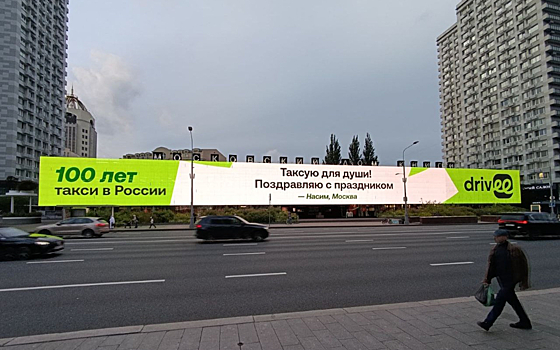 100 лет
такси в России
Таксую для души!
Поздравляю с праздником
— Насим, Москва
drivee